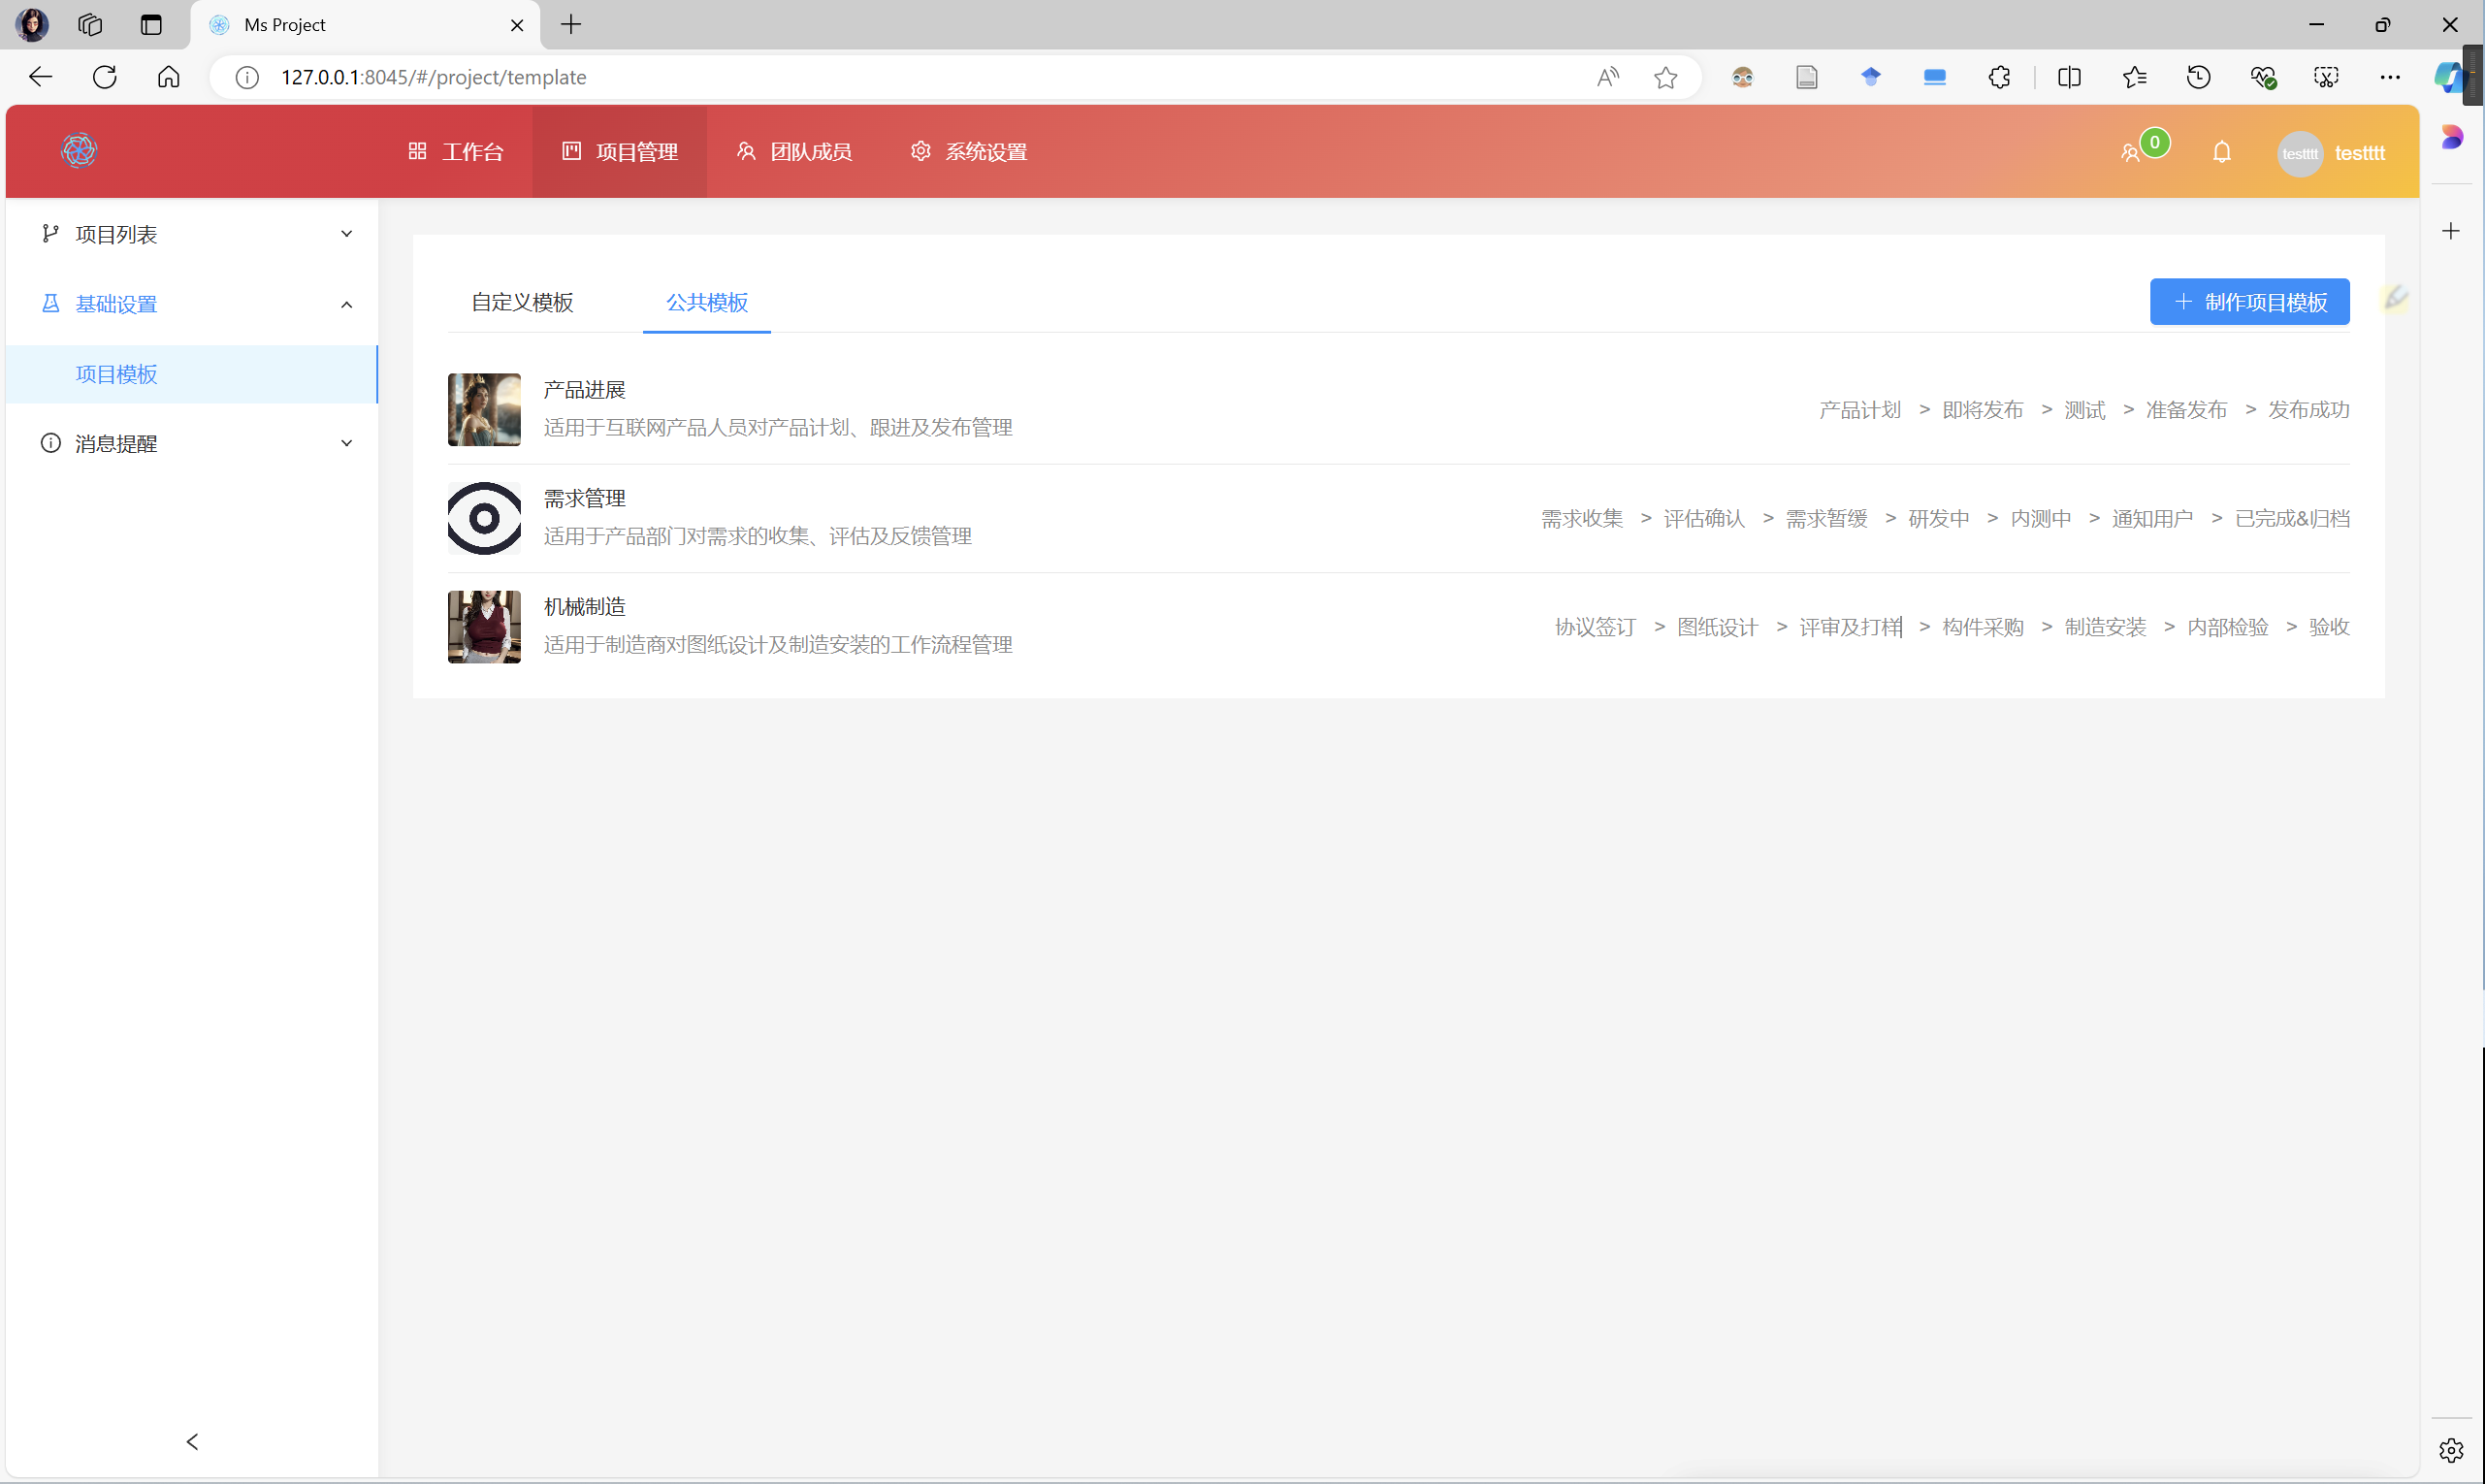 Ms Project
127.0.0.1:8045/#/project/template
工作台
项目管理
团队成员
系统设置
0
testttt
testttt
项目列表
基础设置
项目模板
消息提醒
自定义模板
公共模板
制作项目模板
产品进展
适用于互联网产品人员对产品计划、跟进及发布管理
产品计划 > 即将发布 > 测试 > 准备发布 > 发布成功
需求管理
适用于产品部门对需求的收集、评估及反馈管理
需求收集 > 评估确认 > 需求暂缓 > 研发中 > 内测中 > 通知用户 > 已完成&归档
机械制造
适用于制造商对图纸设计及制造安装的工作流程管理
协议签订 > 图纸设计 > 评审及打样 > 构件采购 > 制造安装 > 内部检验 > 验收